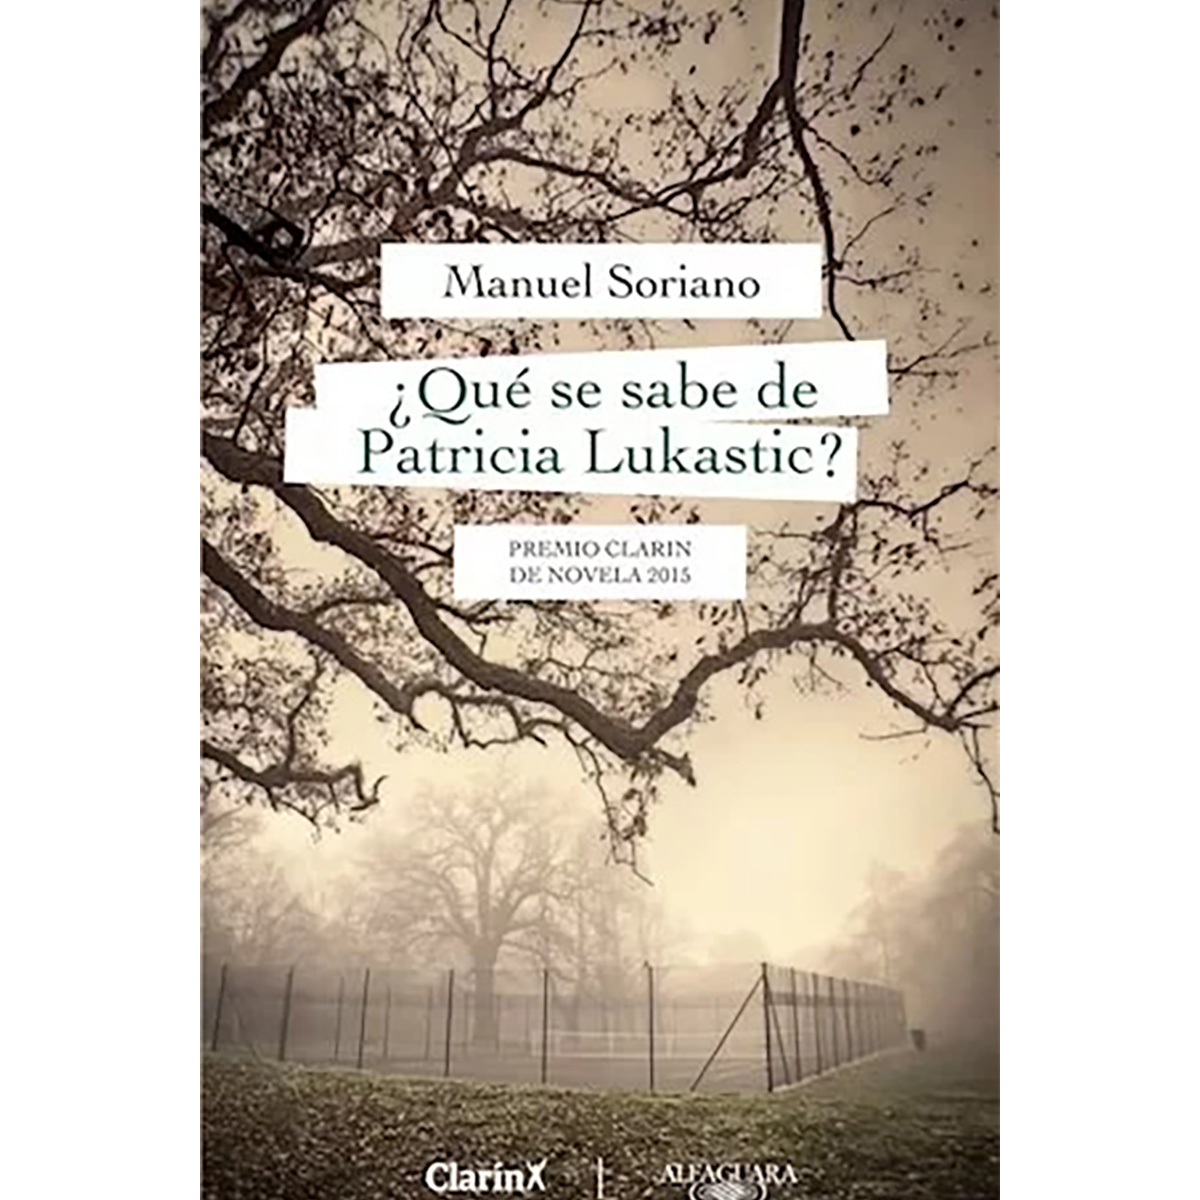 Manuel Soriano
¿Qué se sabe de
Patricia Lukastic?
PREMIO CLARIN
DE NOVELA 2015
Clarín
ALFAGUARA